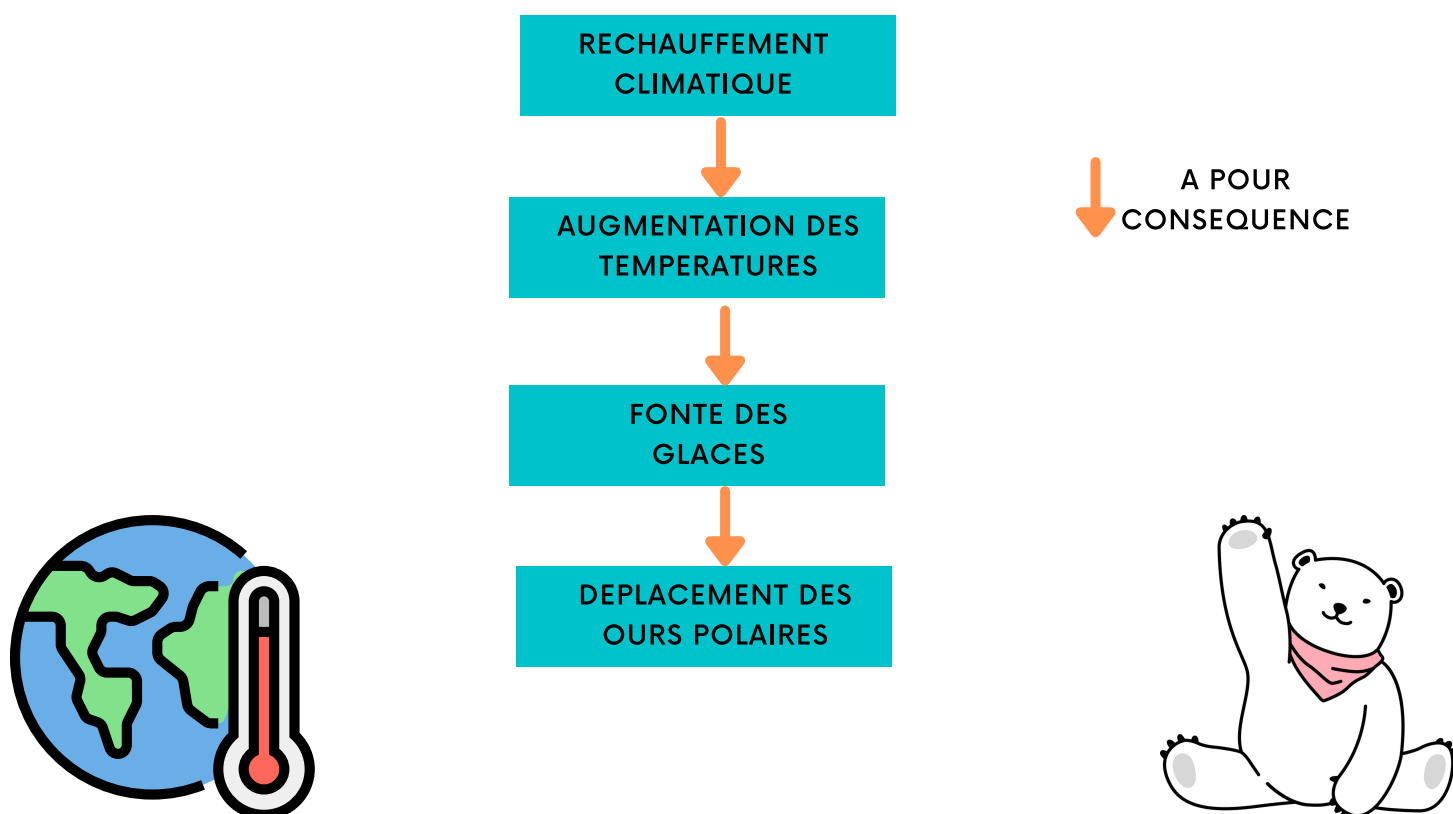 RECHAUFFEMENT
CLIMATIQUE
AUGMENTATION DES
TEMPERATURES
A POUR
CONSEQUENCE
FONTE DES
GLACES
DEPLACEMENT DES
OURS POLAIRES